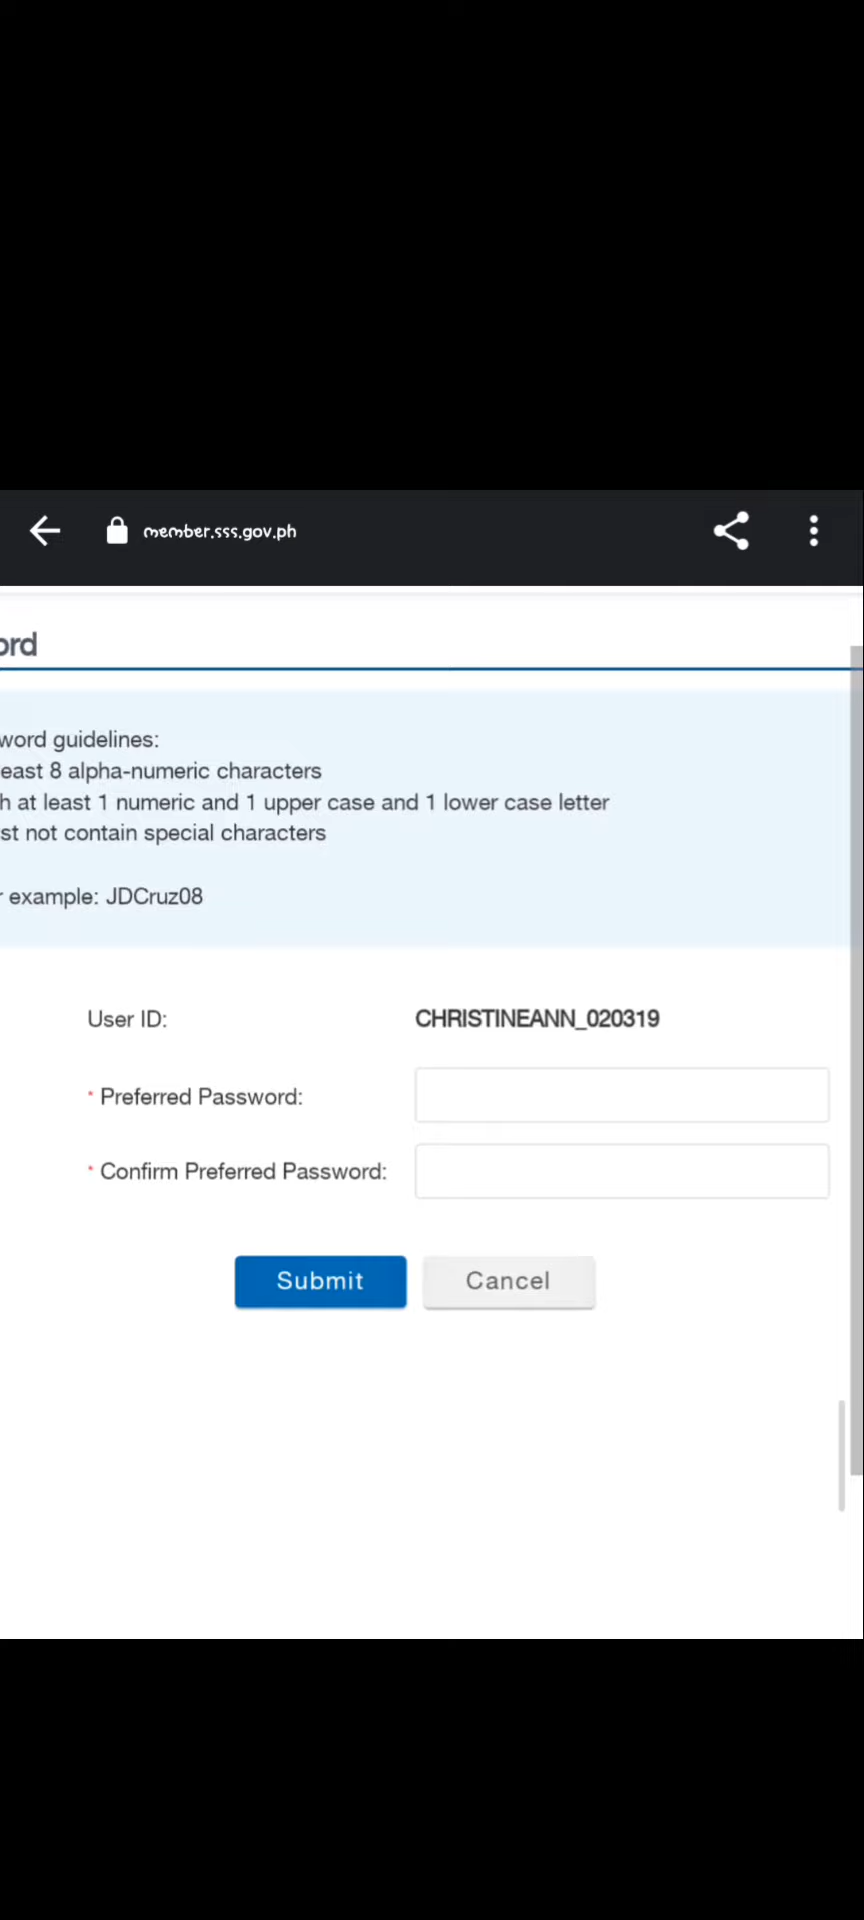 member.sss.gov.ph
ord
word guidelines:
east 8 alpha-numeric characters
h at least 1 numeric and 1 upper case and 1 lower case letter
st not contain special characters
r example: JDCruz08
User ID: CHRISTINEANN_020319
* Preferred Password:
* Confirm Preferred Password:
Submit Cancel